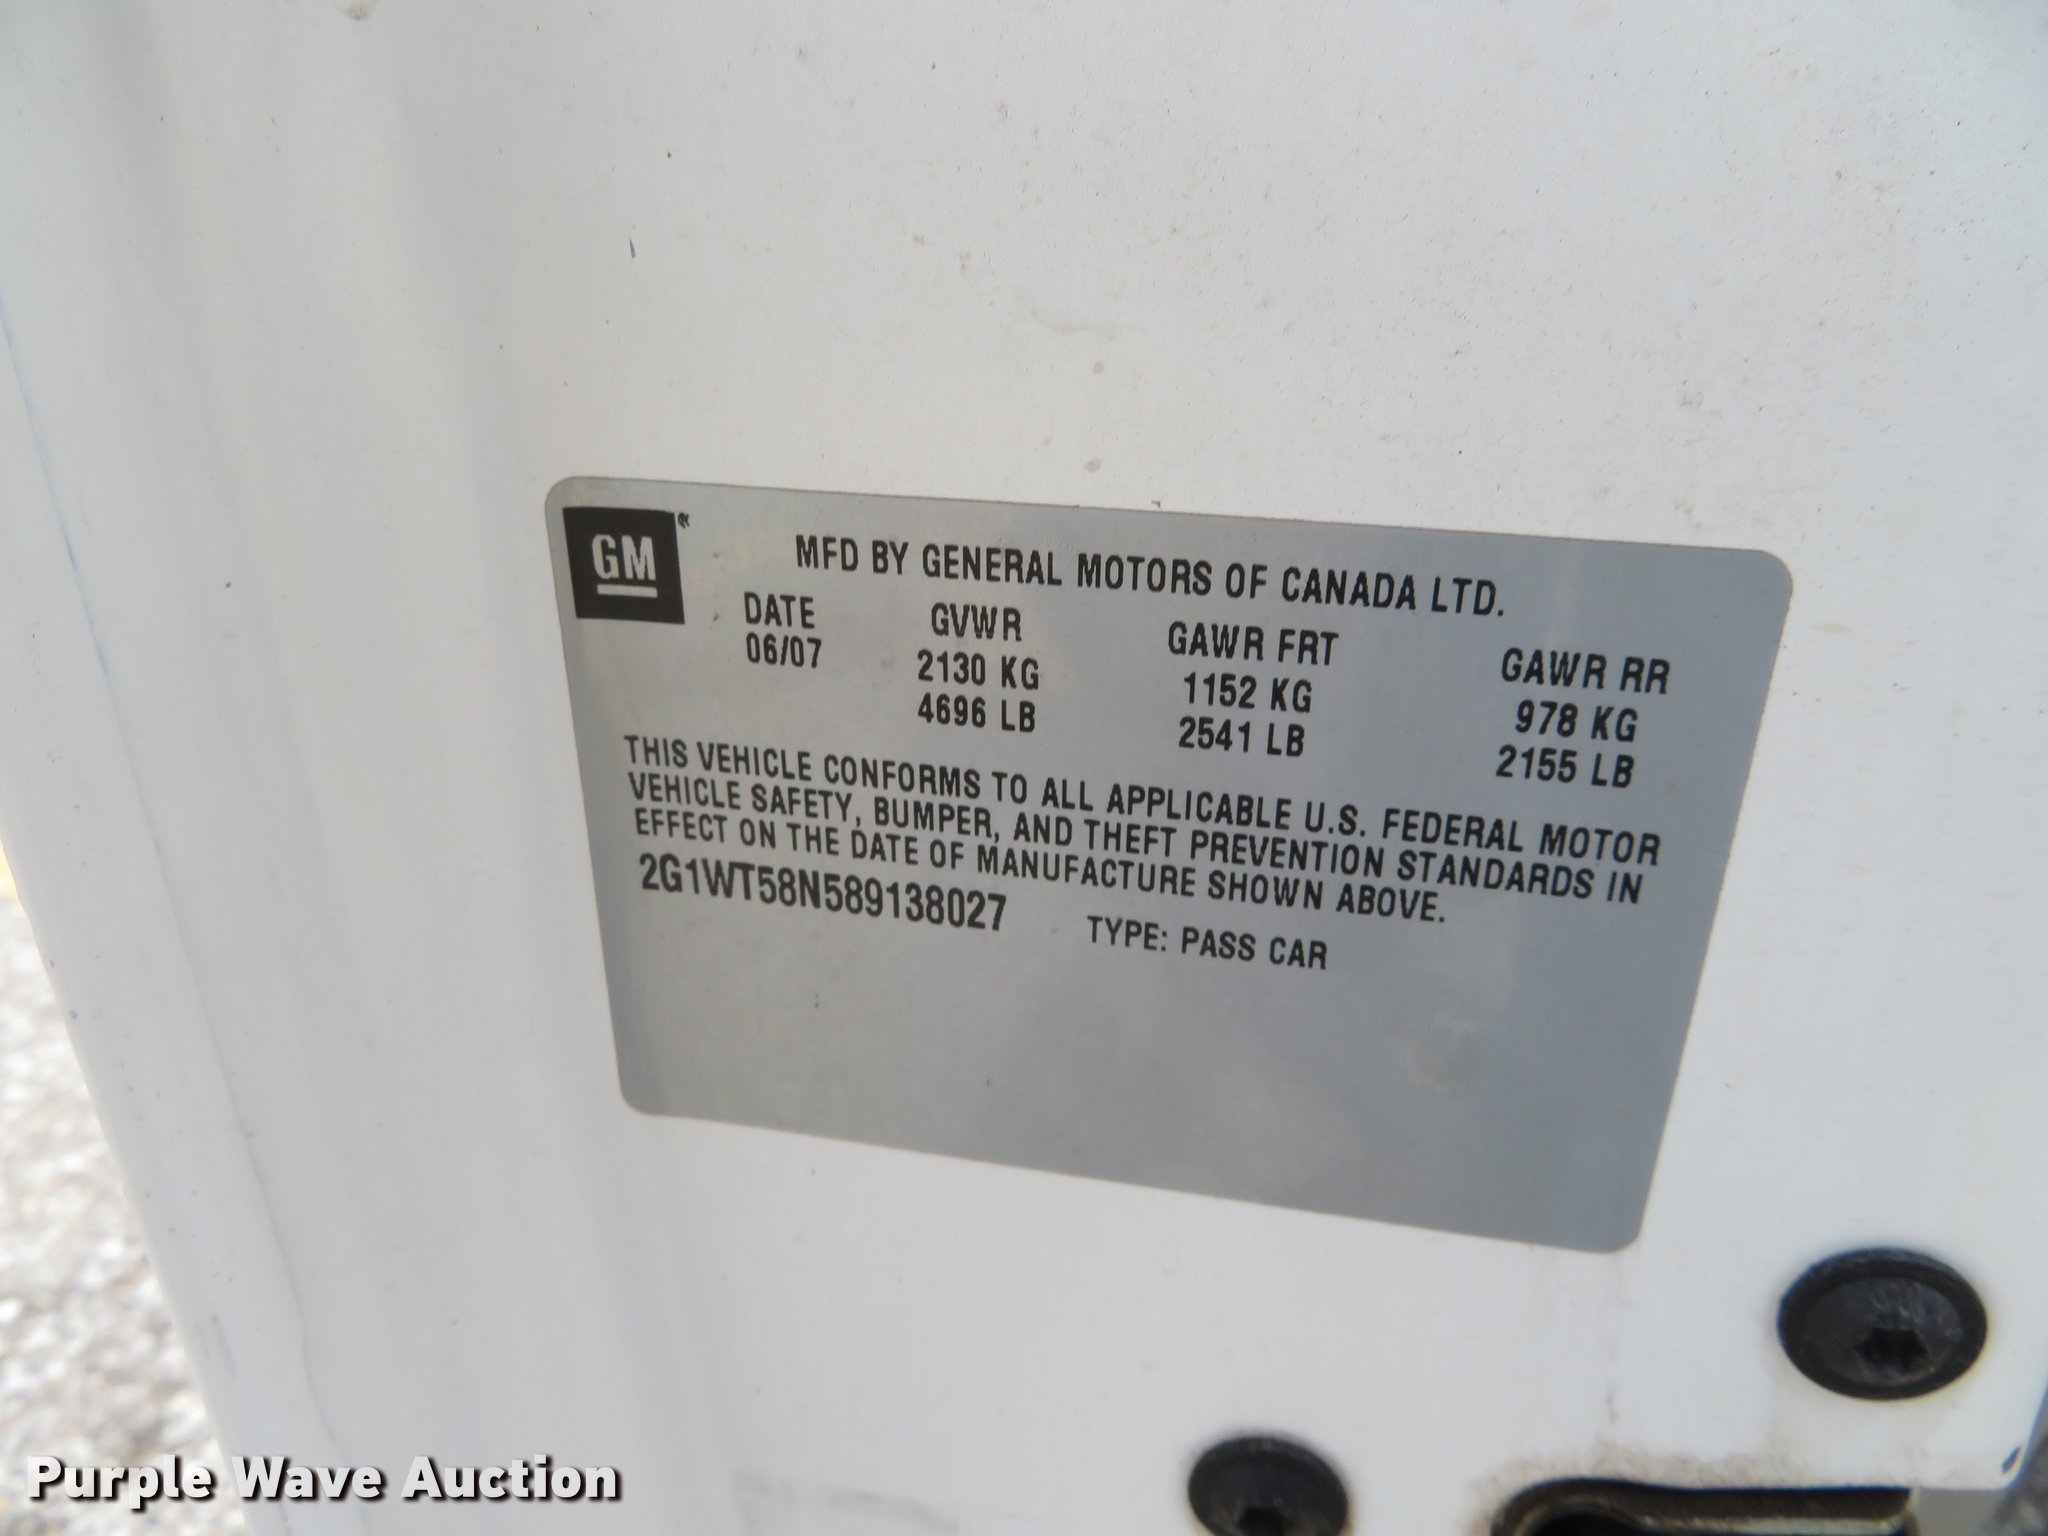 GM
MFD BY GENERAL MOTORS OF CANADA LTD.
DATE GVWR GAWR FRT GAWR RR
06/07 2130 KG 1152 KG 978 KG
4696 LB 2541 LB 2155 LB
THIS VEHICLE CONFORMS TO ALL APPLICABLE U.S. FEDERAL MOTOR
VEHICLE SAFETY, BUMPER, AND THEFT PREVENTION STANDARDS IN
EFFECT ON THE DATE OF MANUFACTURE SHOWN ABOVE.
2G1WT58N589138027 TYPE: PASS CAR
Purple Wave Auction